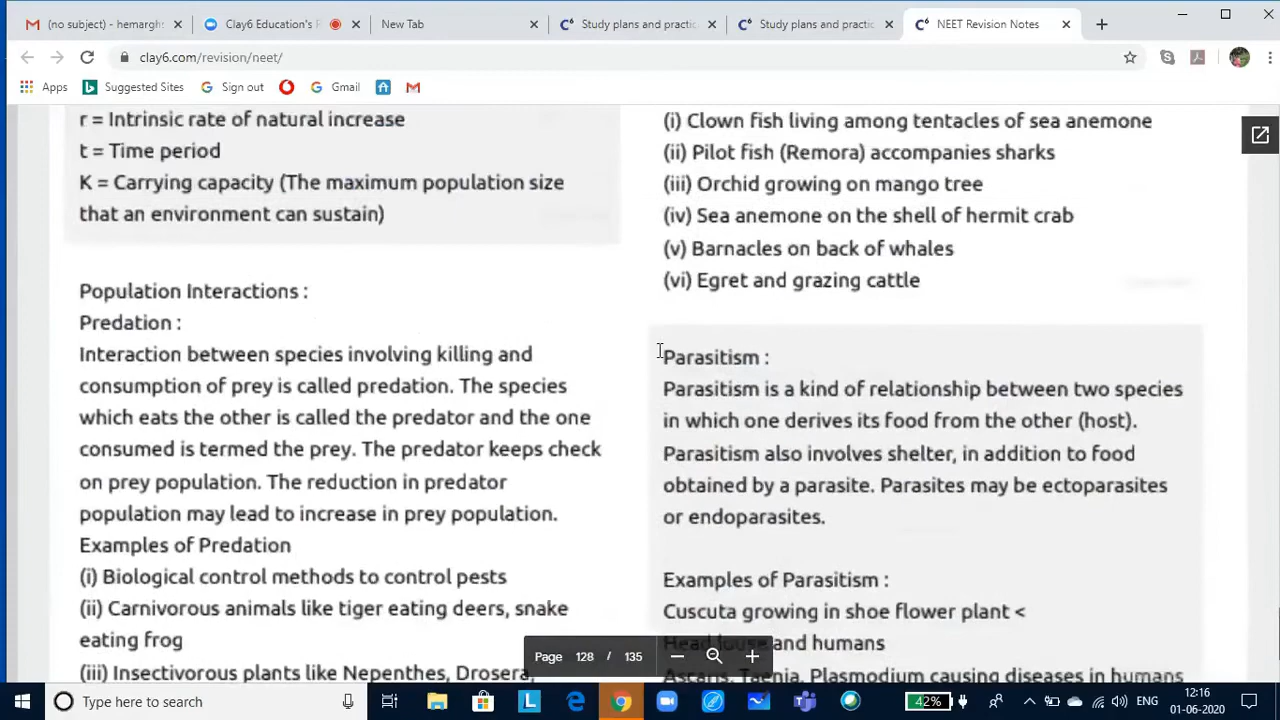 (no subject) - hemargh
Clay6 Education's P
New Tab
Study plans and practic
Study plans and practic
NEET Revision Notes
clay6.com/revision/neet/
Apps
Suggested Sites
Sign out
Gmail
r = Intrinsic rate of natural increase
t = Time period
K = Carrying capacity (The maximum population size
that an environment can sustain)
Population Interactions :
Predation :
Interaction between species involving killing and
consumption of prey is called predation. The species
which eats the other is called the predator and the one
consumed is termed the prey. The predator keeps check
on prey population. The reduction in predator
population may lead to increase in prey population.
Examples of Predation
(i) Biological control methods to control pests
(ii) Carnivorous animals like tiger eating deers, snake
eating frog
(iii) Insectivorous plants like Nepenthes, Drosera,
(i) Clown fish living among tentacles of sea anemone
(ii) Pilot fish (Remora) accompanies sharks
(iii) Orchid growing on mango tree
(iv) Sea anemone on the shell of hermit crab
(v) Barnacles on back of whales
(vi) Egret and grazing cattle
Parasitism :
Parasitism is a kind of relationship between two species
in which one derives its food from the other (host).
Parasitism also involves shelter, in addition to food
obtained by a parasite. Parasites may be ectoparasites
or endoparasites.
Examples of Parasitism :
Cuscuta growing in shoe flower plant <
Head louse and humans
Ascaris, Taenia, Plasmodium causing diseases in humans
Page 128 / 135
Type here to search
42%
ENG
12:16
01-06-2020